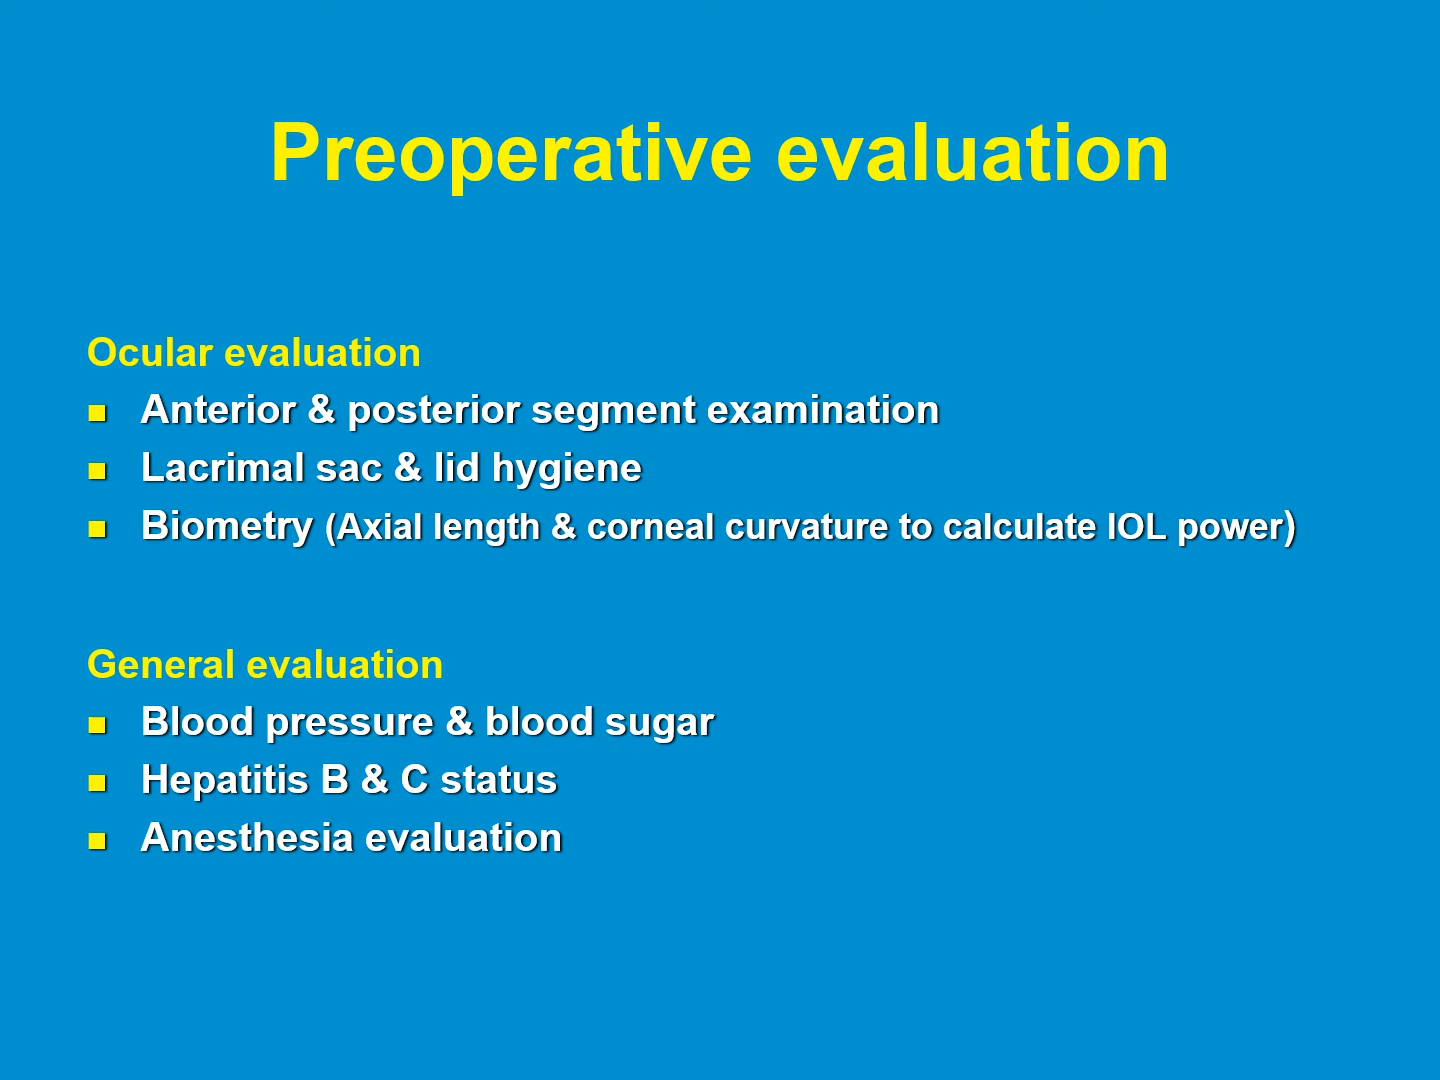 Preoperative evaluation
Ocular evaluation
Anterior & posterior segment examination
Lacrimal sac & lid hygiene
Biometry (Axial length & corneal curvature to calculate IOL power)
General evaluation
Blood pressure & blood sugar
Hepatitis B & C status
Anesthesia evaluation